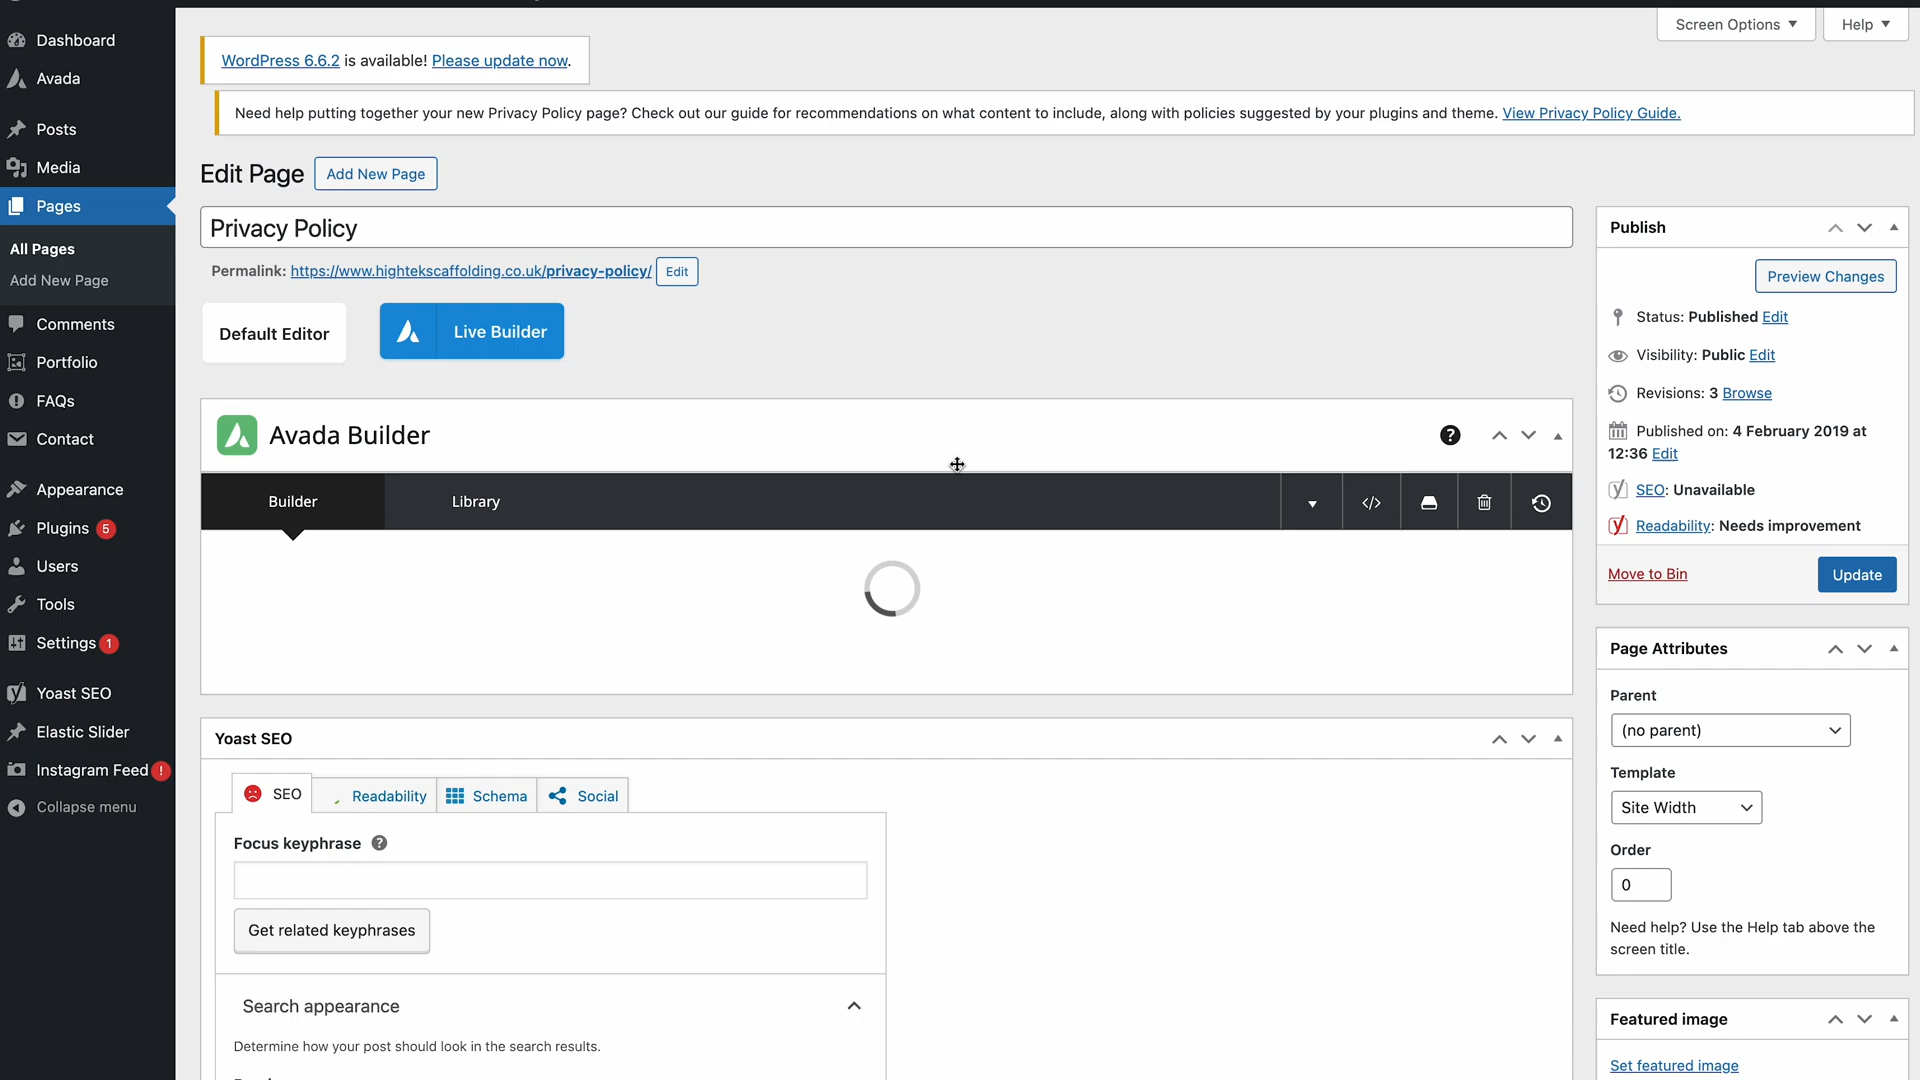 Screen Options
Help
Dashboard
Avada
Posts
Media
Pages
All Pages
Add New Page
Comments
Portfolio
FAQs
Contact
Appearance
Plugins 5
Users
Tools
Settings 1
Yoast SEO
Elastic Slider
Instagram Feed !
Collapse menu
WordPress 6.6.2 is available! Please update now.
Need help putting together your new Privacy Policy page? Check out our guide for recommendations on what content to include, along with policies suggested by your plugins and theme. View Privacy Policy Guide.
Edit Page
Add New Page
Privacy Policy
Permalink: https://www.hightekscaffolding.co.uk/privacy-policy/ Edit
Default Editor
Live Builder
Avada Builder
?
Builder
Library
</>
Yoast SEO
SEO
Readability
Schema
Social
Focus keyphrase ?
Get related keyphrases
Search appearance
Determine how your post should look in the search results.
Publish
Preview Changes
Status: Published Edit
Visibility: Public Edit
Revisions: 3 Browse
Published on: 4 February 2019 at
12:36 Edit
SEO: Unavailable
Readability: Needs improvement
Move to Bin
Update
Page Attributes
Parent
(no parent)
Template
Site Width
Order
0
Need help? Use the Help tab above the
screen title.
Featured image
Set featured image